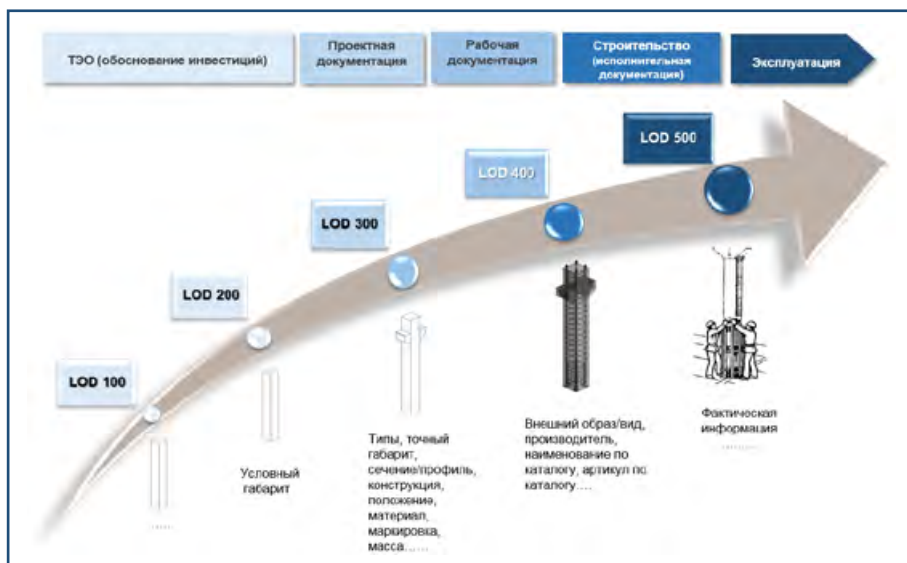 ТЭО (обоснование инвестиций)
Проектная
документация
Рабочая
документация
Строительство
(исполнительная
документация)
Эксплуатация
LOD 500
LOD 400
LOD 300
LOD 200
LOD 100
.....
Условный
габарит
Типы, точный
габарит,
сечение/профиль,
конструкция,
положение,
материал,
маркировка,
масса......
Внешний образ/вид,
производитель,
наименование по
каталогу, артикул по
каталогу....
Фактическая
информация
........